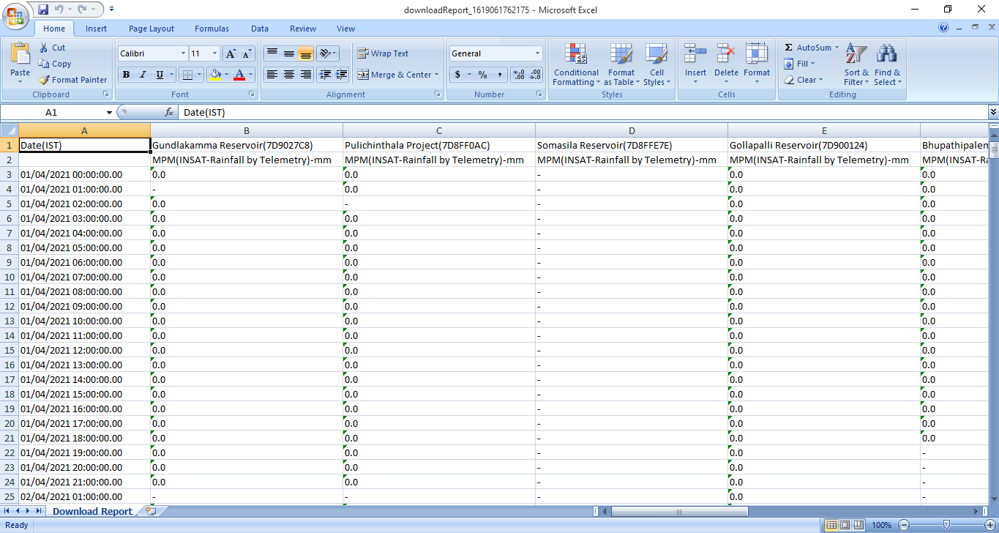 downloadReport_1619061762175 - Microsoft Excel
Home Insert Page Layout Formulas Data Review View
Paste Cut Copy Format Painter Clipboard
Calibri 11 B I U Font
Wrap Text Merge & Center Alignment
General $ % , Number
Conditional Formatting Format as Table Cell Styles Styles
Insert Delete Format Cells
Σ AutoSum Fill Clear Sort & Filter Find & Select Editing
A1 fx Date(IST)
A B C D E
1 Date(IST) Gundlakamma Reservoir(7D9027C8) Pulichinthala Project(7D8FF0AC) Somasila Reservoir(7D8FFE7E) Gollapalli Reservoir(7D900124) Bhupathipalem
2 MPM(INSAT-Rainfall by Telemetry)-mm MPM(INSAT-Rainfall by Telemetry)-mm MPM(INSAT-Rainfall by Telemetry)-mm MPM(INSAT-Rainfall by Telemetry)-mm MPM(INSAT-Ra
3 01/04/2021 00:00:00.00 0.0 0.0 - 0.0 0.0
4 01/04/2021 01:00:00.00 - 0.0 - 0.0 0.0
5 01/04/2021 02:00:00.00 0.0 - - 0.0 0.0
6 01/04/2021 03:00:00.00 0.0 0.0 - 0.0 0.0
7 01/04/2021 04:00:00.00 0.0 0.0 - 0.0 0.0
8 01/04/2021 05:00:00.00 0.0 0.0 - 0.0 0.0
9 01/04/2021 06:00:00.00 0.0 0.0 - 0.0 0.0
10 01/04/2021 07:00:00.00 0.0 0.0 - 0.0 0.0
11 01/04/2021 08:00:00.00 0.0 0.0 - 0.0 0.0
12 01/04/2021 09:00:00.00 0.0 0.0 - 0.0 0.0
13 01/04/2021 10:00:00.00 0.0 0.0 - 0.0 0.0
14 01/04/2021 11:00:00.00 0.0 0.0 - 0.0 0.0
15 01/04/2021 12:00:00.00 0.0 0.0 - 0.0 0.0
16 01/04/2021 13:00:00.00 0.0 0.0 - 0.0 0.0
17 01/04/2021 14:00:00.00 0.0 0.0 - 0.0 0.0
18 01/04/2021 15:00:00.00 0.0 0.0 - 0.0 0.0
19 01/04/2021 16:00:00.00 0.0 0.0 - 0.0 0.0
20 01/04/2021 17:00:00.00 0.0 0.0 - 0.0 0.0
21 01/04/2021 18:00:00.00 0.0 0.0 - 0.0 0.0
22 01/04/2021 19:00:00.00 0.0 0.0 - 0.0 -
23 01/04/2021 20:00:00.00 0.0 0.0 - 0.0 -
24 01/04/2021 21:00:00.00 0.0 0.0 - 0.0 -
25 02/04/2021 01:00:00.00 - - - 0.0 -
Download Report
Ready 100%